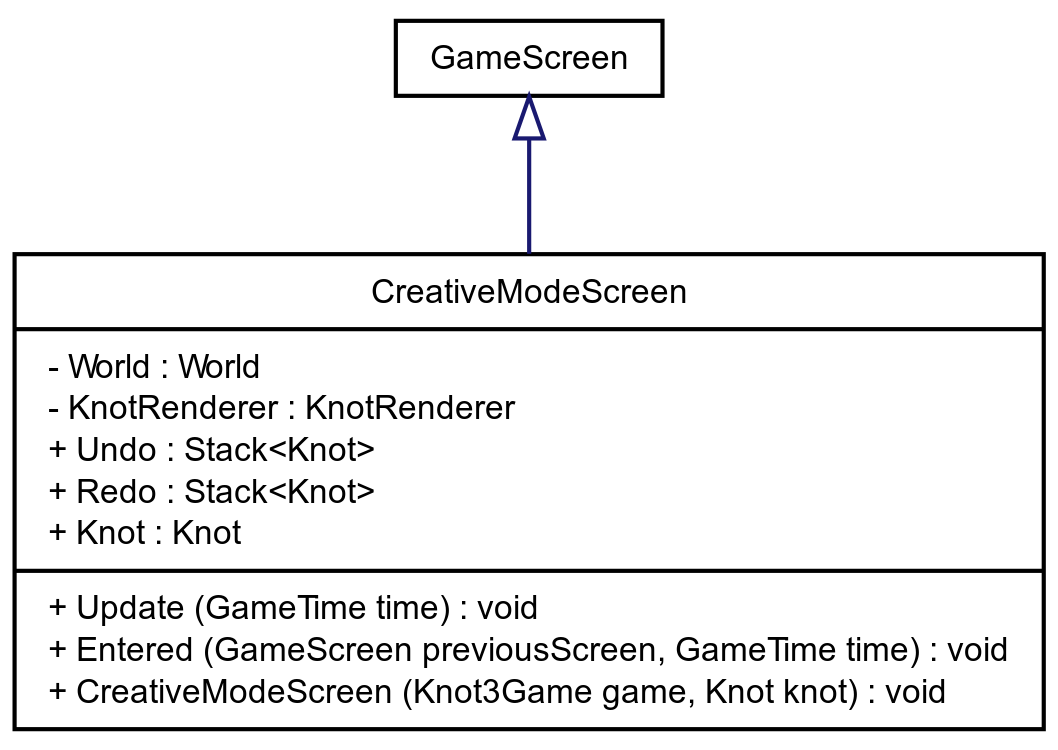 GameScreen
CreativeModeScreen
- World : World
- KnotRenderer : KnotRenderer
+ Undo : Stack<Knot>
+ Redo : Stack<Knot>
+ Knot : Knot
+ Update (GameTime time) : void
+ Entered (GameScreen previousScreen, GameTime time) : void
+ CreativeModeScreen (Knot3Game game, Knot knot) : void